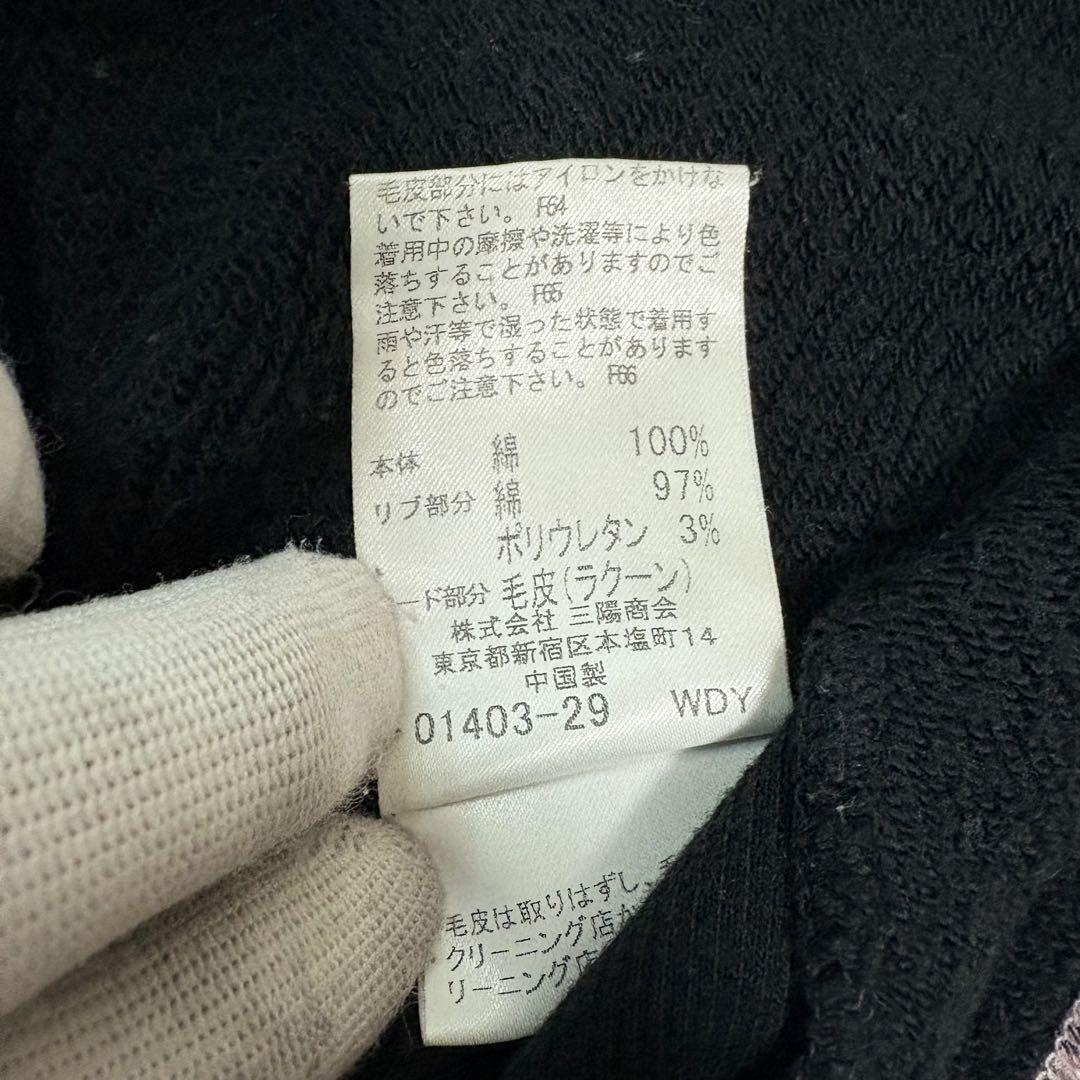 毛皮部分にはアイロンをかけな
いで下さい。 F64
着用中の摩擦や洗濯等により色
落ちすることがありますのでご
注意下さい。 F65
雨や汗等で湿った状態で着用す
ると色落ちすることがあります
のでご注意下さい。 F66
本体 綿 100%
リブ部分 綿 97%
ポリウレタン 3%
ード部分 毛皮(ラクーン)
株式会社 三陽商会
東京都新宿区本塩町14
中国製
01403-29 WDY
毛皮は取りはずし、
クリーニング店
リーニング店